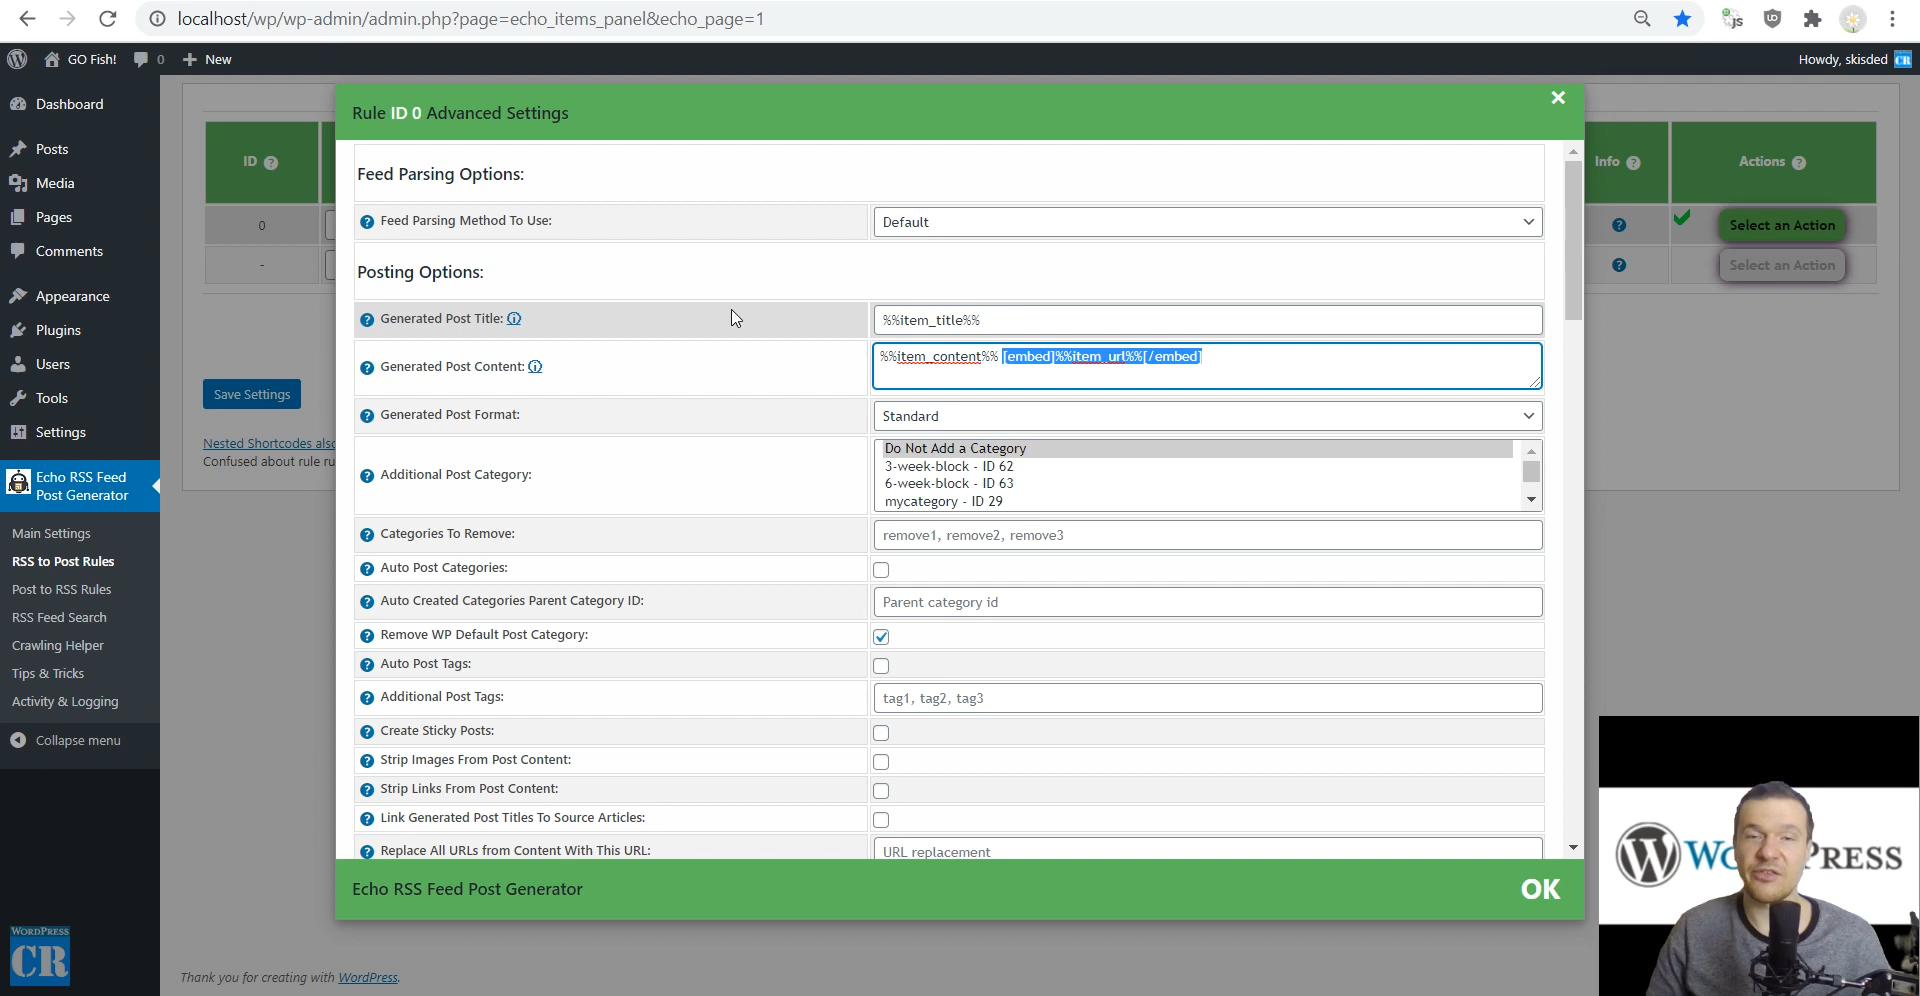 localhost/wp/wp-admin/admin.php?page=echo_items_panel&echo_page=1
GO Fish!
0
New
Howdy, skisded
CR
Dashboard
Posts
Media
Pages
Comments
Appearance
Plugins
Users
Tools
Settings
Echo RSS Feed
Post Generator
Main Settings
RSS to Post Rules
Post to RSS Rules
RSS Feed Search
Crawling Helper
Tips & Tricks
Activity & Logging
Collapse menu
WORDPRESS
CR
ID
0
-
Save Settings
Nested Shortcodes also
Confused about rule ru
Rule ID 0 Advanced Settings
Feed Parsing Options:
Feed Parsing Method To Use:
Default
Posting Options:
Generated Post Title:
%%item_title%%
Generated Post Content:
%%item_content%% [embed]%%item_url%%[/embed]
Generated Post Format:
Standard
Additional Post Category:
Do Not Add a Category
3-week-block - ID 62
6-week-block - ID 63
mycategory - ID 29
Categories To Remove:
remove1, remove2, remove3
Auto Post Categories:
Auto Created Categories Parent Category ID:
Parent category id
Remove WP Default Post Category:
Auto Post Tags:
Additional Post Tags:
tag1, tag2, tag3
Create Sticky Posts:
Strip Images From Post Content:
Strip Links From Post Content:
Link Generated Post Titles To Source Articles:
Replace All URLs from Content With This URL:
URL replacement
Echo RSS Feed Post Generator
OK
Info
Actions
Select an Action
Select an Action
Thank you for creating with WordPress.